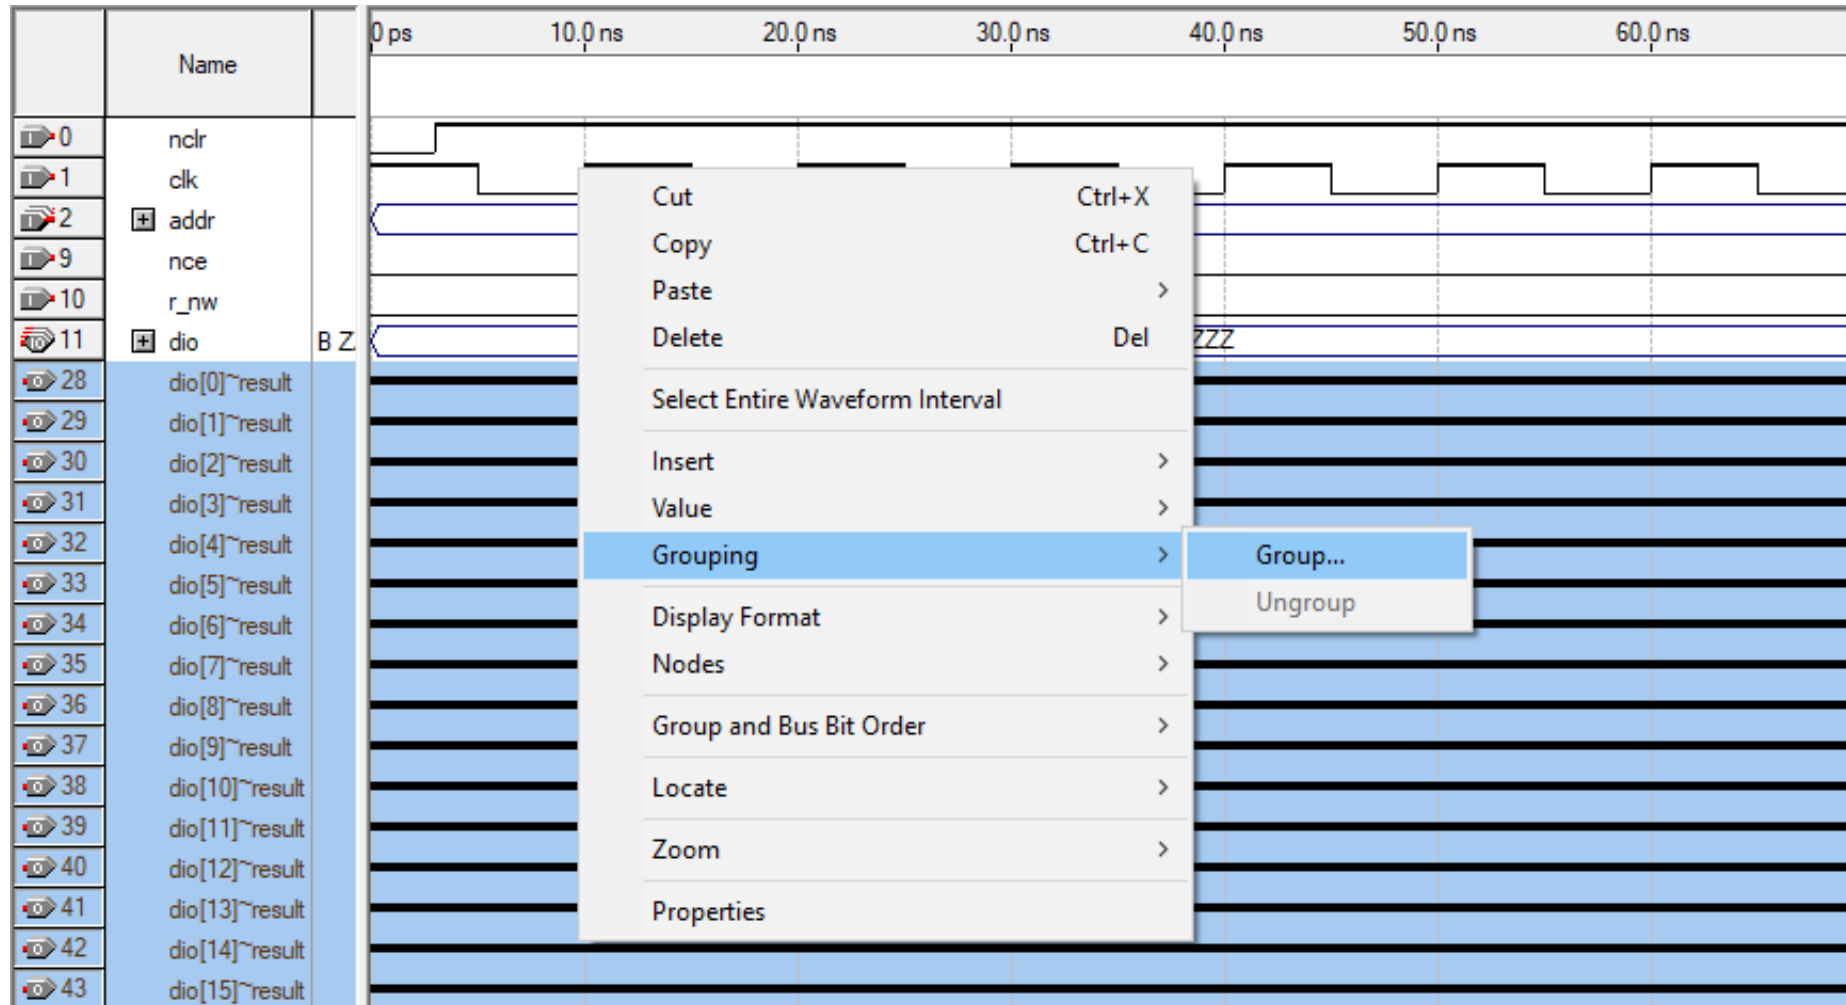 Name
0 ps 10.0 ns 20.0 ns 30.0 ns 40.0 ns 50.0 ns 60.0 ns
0 nclr
1 clk
2 addr
9 nce
10 r_nw
11 dio B Z ZZZ
28 dio[0]~result
29 dio[1]~result
30 dio[2]~result
31 dio[3]~result
32 dio[4]~result
33 dio[5]~result
34 dio[6]~result
35 dio[7]~result
36 dio[8]~result
37 dio[9]~result
38 dio[10]~result
39 dio[11]~result
40 dio[12]~result
41 dio[13]~result
42 dio[14]~result
43 dio[15]~result
Cut Ctrl+X
Copy Ctrl+C
Paste
Delete Del
Select Entire Waveform Interval
Insert
Value
Grouping
Display Format
Nodes
Group and Bus Bit Order
Locate
Zoom
Properties
Group...
Ungroup